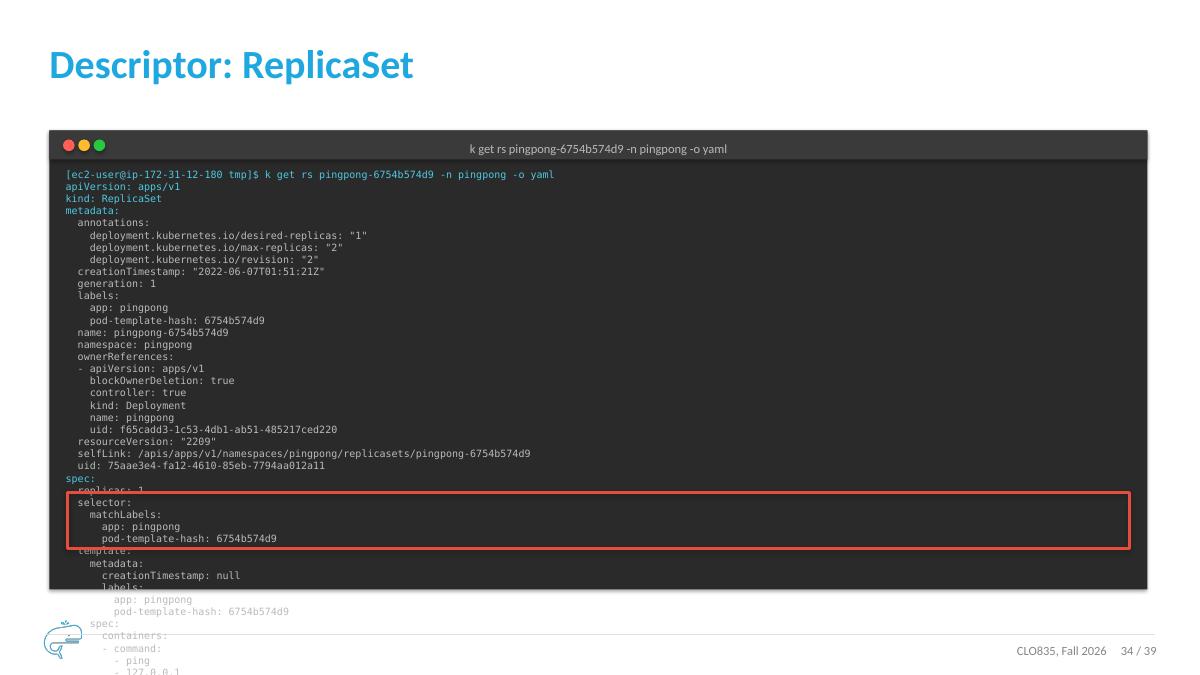 Descriptor: ReplicaSet
k get rs pingpong-6754b574d9 -n pingpong -o yaml
[ec2-user@ip-172-31-12-180 tmp]$ k get rs pingpong-6754b574d9 -n pingpong -o yaml
apiVersion: apps/v1
kind: ReplicaSet
metadata:
  annotations:
    deployment.kubernetes.io/desired-replicas: "1"
    deployment.kubernetes.io/max-replicas: "2"
    deployment.kubernetes.io/revision: "2"
  creationTimestamp: "2022-06-07T01:51:21Z"
  generation: 1
  labels:
    app: pingpong
    pod-template-hash: 6754b574d9
  name: pingpong-6754b574d9
  namespace: pingpong
  ownerReferences:
  - apiVersion: apps/v1
    blockOwnerDeletion: true
    controller: true
    kind: Deployment
    name: pingpong
    uid: f65cadd3-1c53-4db1-ab51-485217ced220
  resourceVersion: "2209"
  selfLink: /apis/apps/v1/namespaces/pingpong/replicasets/pingpong-6754b574d9
  uid: 75aae3e4-fa12-4610-85eb-7794aa012a11
spec:
  replicas: 1
  selector:
    matchLabels:
      app: pingpong
      pod-template-hash: 6754b574d9
  template:
    metadata:
      creationTimestamp: null
      labels:
        app: pingpong
        pod-template-hash: 6754b574d9
    spec:
      containers:
      - command:
        - ping
        - 127.0.0.1
CLO835, Fall 2026 34 / 39